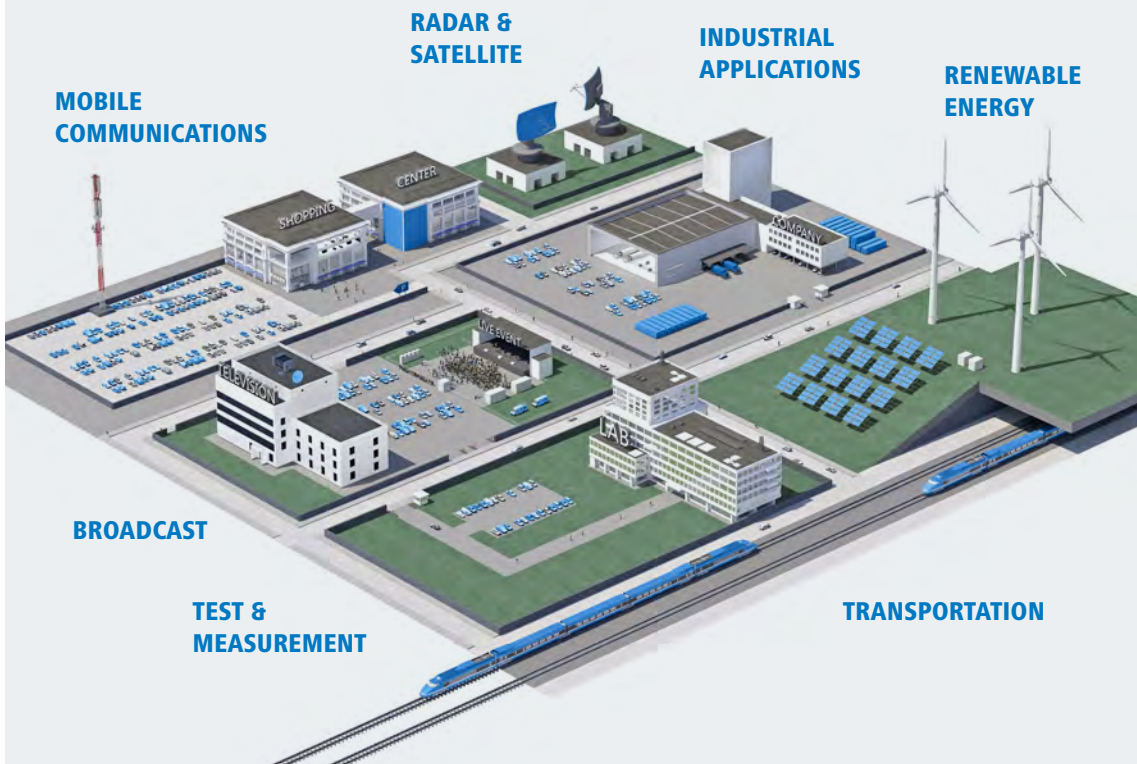 RADAR &
SATELLITE
INDUSTRIAL
APPLICATIONS
RENEWABLE
ENERGY
MOBILE
COMMUNICATIONS
CENTER
SHOPPING
COMPANY
LIVE EVENT
TELEVISION
LAB
BROADCAST
TEST &
MEASUREMENT
TRANSPORTATION